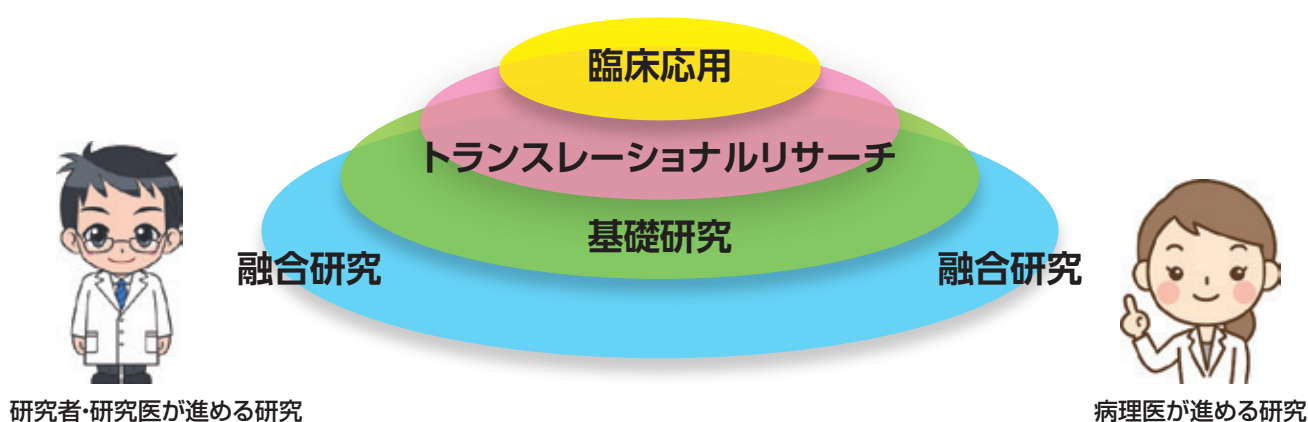 臨床応用
トランスレーショナルリサーチ
基礎研究
融合研究
融合研究
研究者・研究医が進める研究
病理医が進める研究